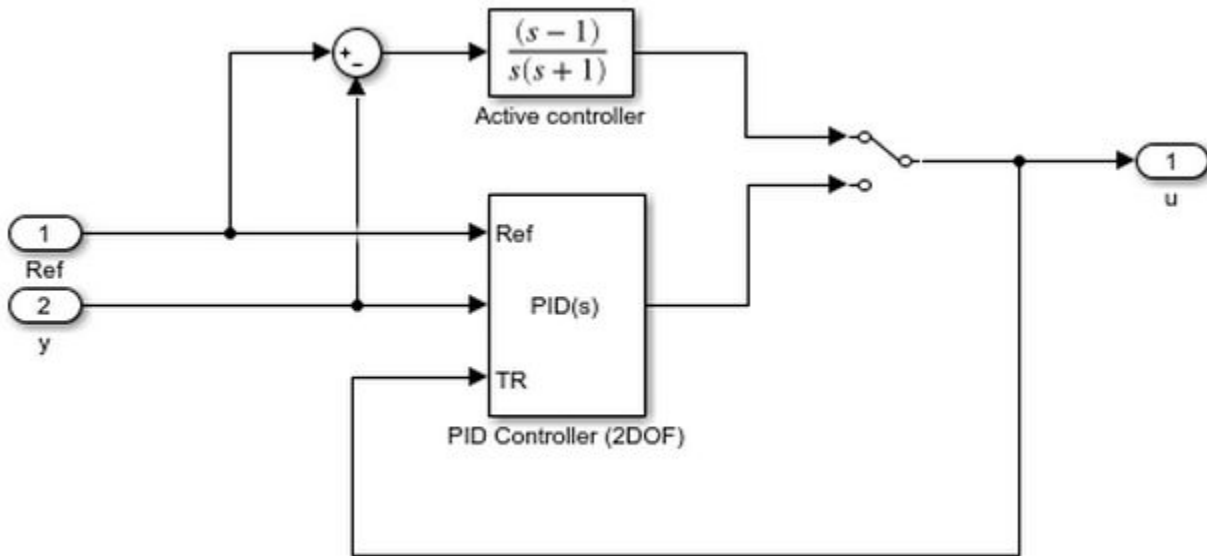 +
−
(s − 1)
s(s + 1)
Active controller
1
Ref
2
y
Ref
PID(s)
TR
PID Controller (2DOF)
1
u